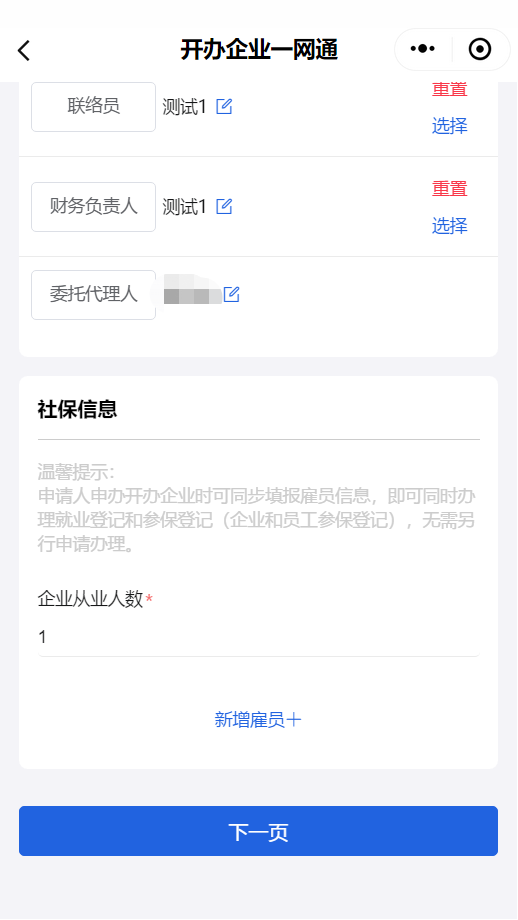 开办企业一网通
重置
联络员 测试1
选择
重置
财务负责人 测试1
选择
委托代理人
社保信息
温馨提示：
申请人申办开办企业时可同步填报雇员信息，即可同时办
理就业登记和参保登记（企业和员工参保登记），无需另
行申请办理。
企业从业人数*
1
新增雇员＋
下一页